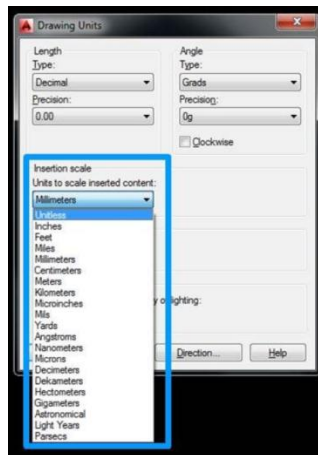 Drawing Units
Length
Type:
Decimal
Precision:
0.00
Angle
Type:
Grads
Precision:
0g
Clockwise
Insertion scale
Units to scale inserted content:
Millimeters
Unitless
Inches
Feet
Miles
Millimeters
Centimeters
Meters
Kilometers
Microinches
Mils
Yards
Angstroms
Nanometers
Microns
Decimeters
Dekameters
Hectometers
Gigameters
Astronomical
Light Years
Parsecs
y of lighting:
Direction...
Help